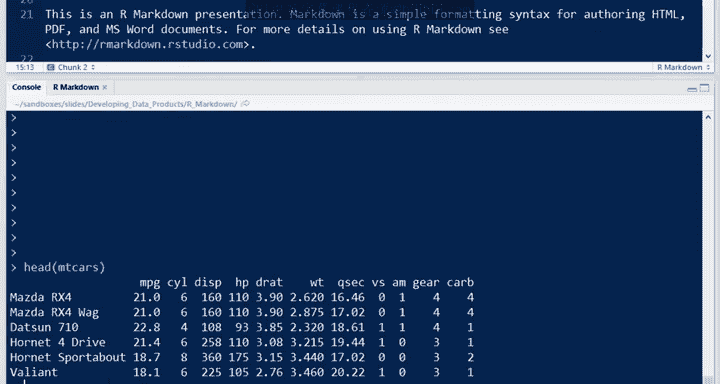 20
21 This is an R Markdown presentation. Markdown is a simple formatting syntax for authoring HTML,
PDF, and MS Word documents. For more details on using R Markdown see
<http://rmarkdown.rstudio.com>.
22
15:13 Chunk 2 R Markdown
Console R Markdown
~/sandboxes/slides/Developing_Data_Products/R_Markdown/
>
>
>
>
>
>
>
>
>
>
> head(mtcars)
mpg cyl disp hp drat wt qsec vs am gear carb
Mazda RX4 21.0 6 160 110 3.90 2.620 16.46 0 1 4 4
Mazda RX4 Wag 21.0 6 160 110 3.90 2.875 17.02 0 1 4 4
Datsun 710 22.8 4 108 93 3.85 2.320 18.61 1 1 4 1
Hornet 4 Drive 21.4 6 258 110 3.08 3.215 19.44 1 0 3 1
Hornet Sportabout 18.7 8 360 175 3.15 3.440 17.02 0 0 3 2
Valiant 18.1 6 225 105 2.76 3.460 20.22 1 0 3 1